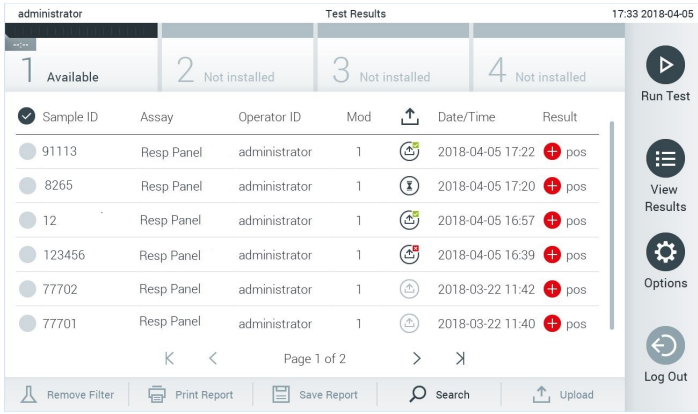 administrator Test Results 17:33 2018-04-05
--:--
1 Available 2 Not installed 3 Not installed 4 Not installed
Run Test
Sample ID Assay Operator ID Mod Date/Time Result
91113 Resp Panel administrator 1 2018-04-05 17:22 pos
8265 Resp Panel administrator 1 2018-04-05 17:20 pos
View
Results
12 Resp Panel administrator 1 2018-04-05 16:57 pos
123456 Resp Panel administrator 1 2018-04-05 16:39 pos
Options
77702 Resp Panel administrator 1 2018-03-22 11:42 pos
77701 Resp Panel administrator 1 2018-03-22 11:40 pos
Page 1 of 2
Log Out
Remove Filter Print Report Save Report Search Upload